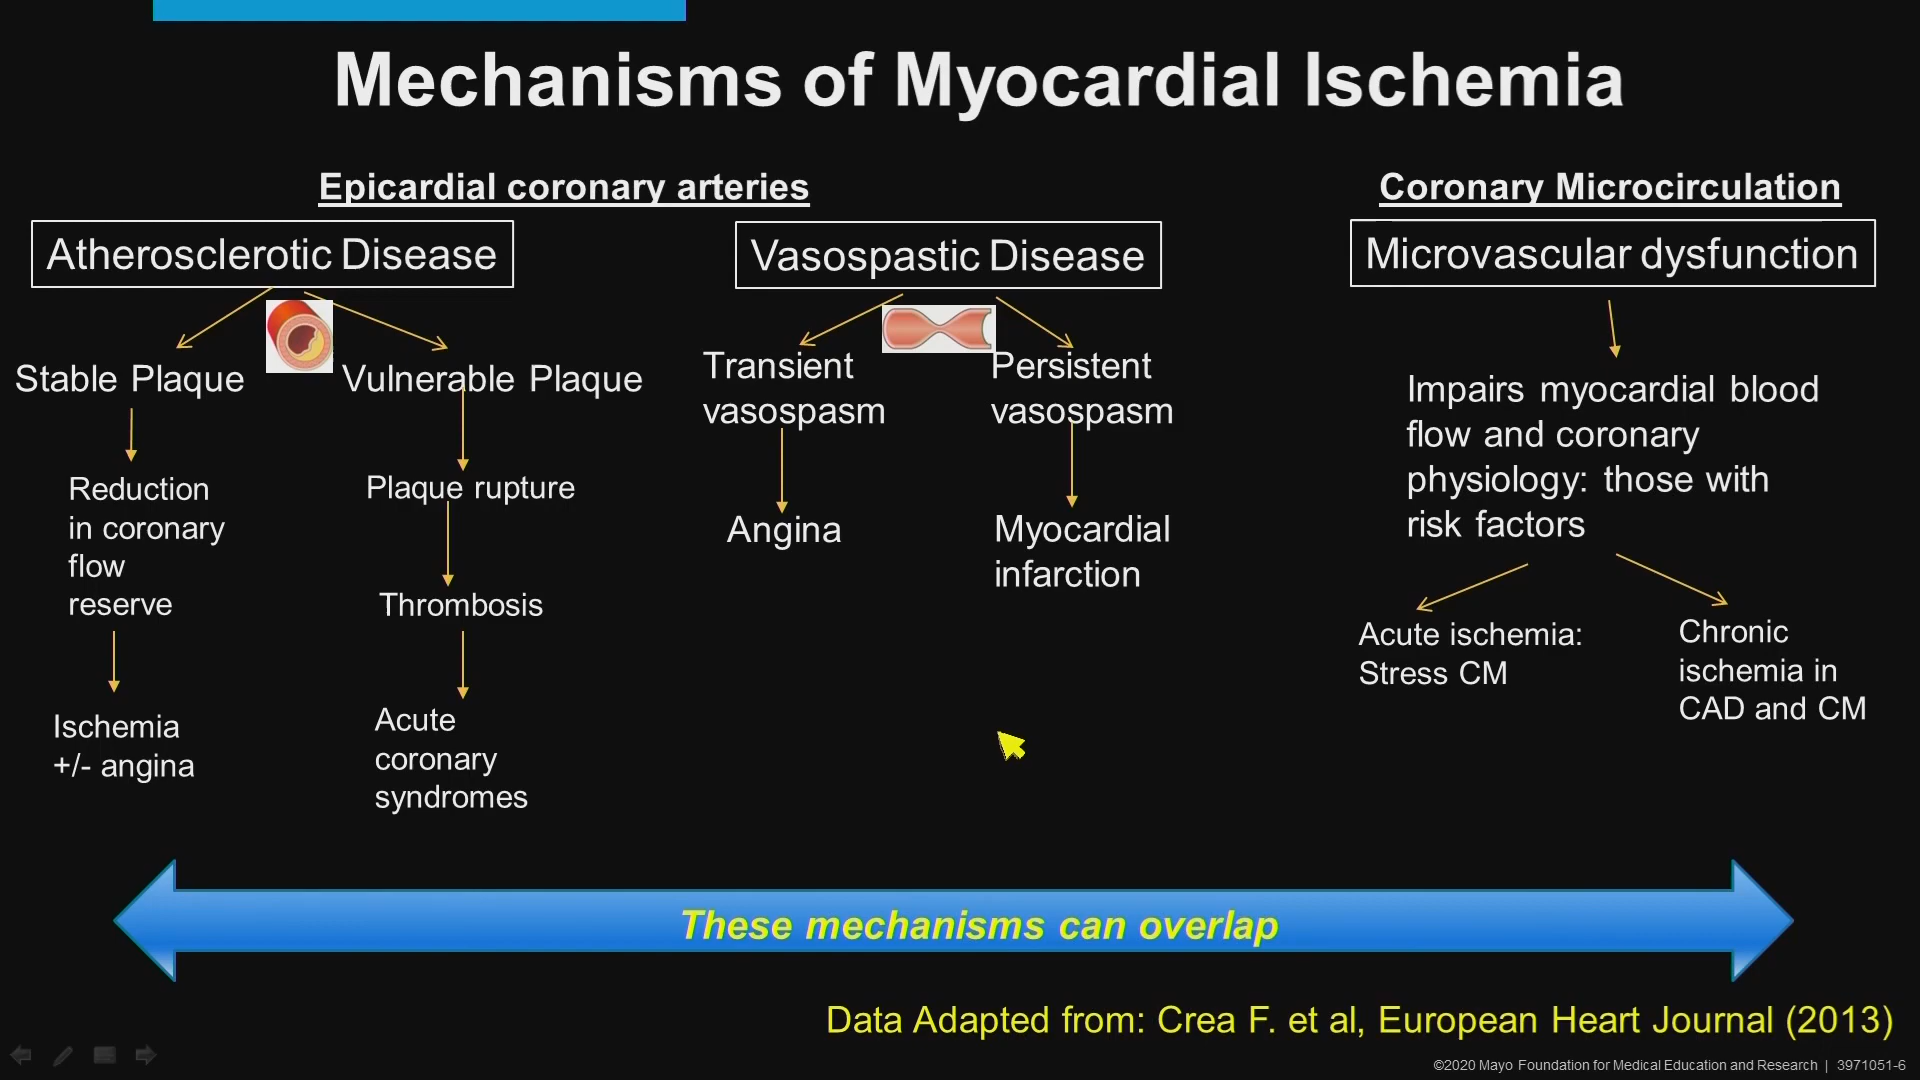 Mechanisms of Myocardial Ischemia
Epicardial coronary arteries
Atherosclerotic Disease
Stable Plaque
Reduction
in coronary
flow
reserve
Ischemia
+/- angina
Vulnerable Plaque
Plaque rupture
Thrombosis
Acute
coronary
syndromes
Vasospastic Disease
Transient
vasospasm
Angina
Persistent
vasospasm
Myocardial
infarction
Coronary Microcirculation
Microvascular dysfunction
Impairs myocardial blood
flow and coronary
physiology: those with
risk factors
Acute ischemia:
Stress CM
Chronic
ischemia in
CAD and CM
These mechanisms can overlap
Data Adapted from: Crea F. et al, European Heart Journal (2013)
©2020 Mayo Foundation for Medical Education and Research | 3971051-6